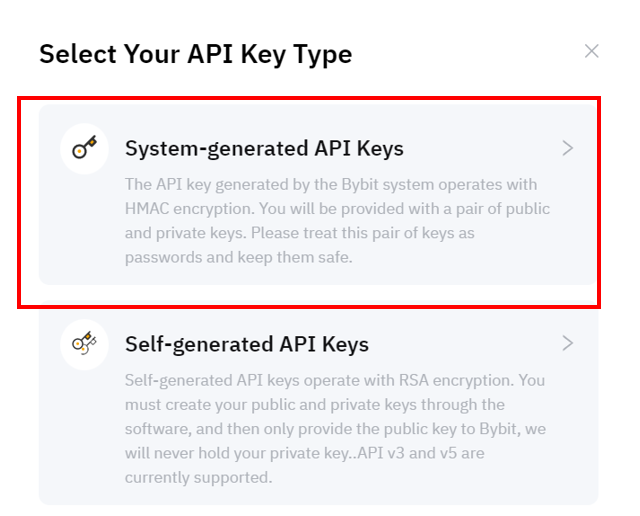 Select Your API Key Type
System-generated API Keys
The API key generated by the Bybit system operates with
HMAC encryption. You will be provided with a pair of public
and private keys. Please treat this pair of keys as
passwords and keep them safe.
Self-generated API Keys
Self-generated API keys operate with RSA encryption. You
must create your public and private keys through the
software, and then only provide the public key to Bybit, we
will never hold your private key..API v3 and v5 are
currently supported.